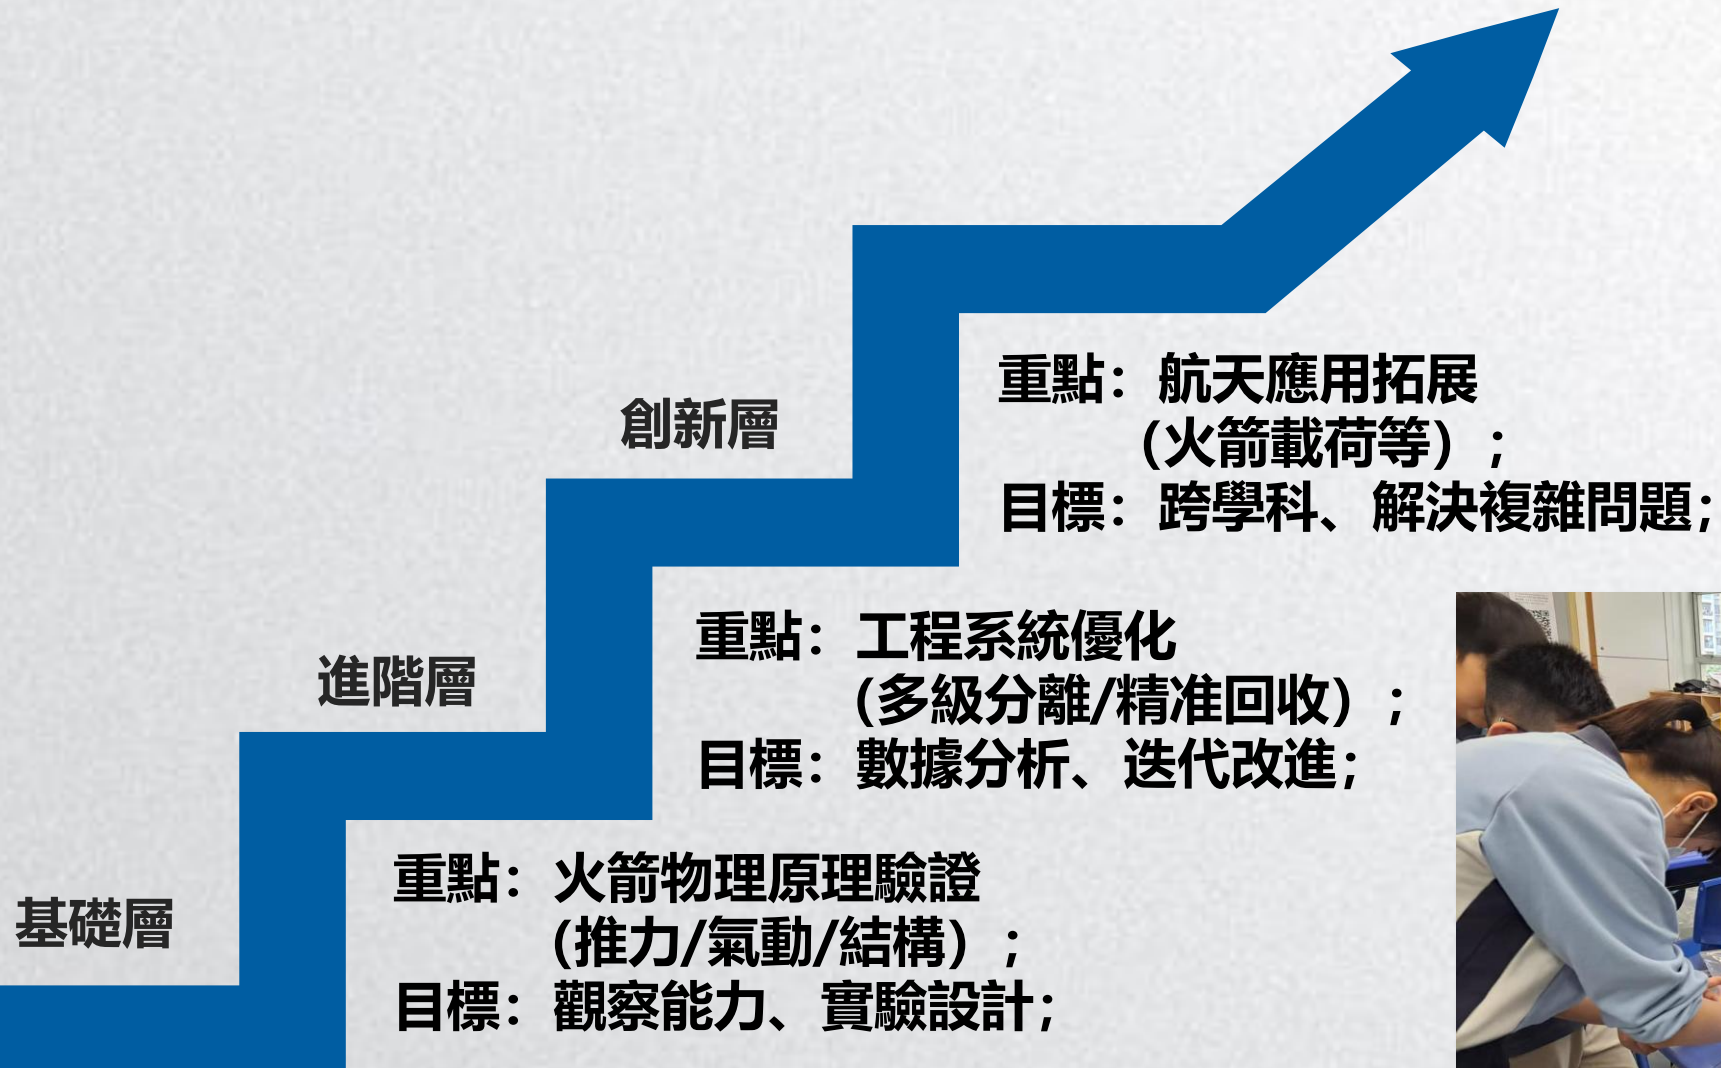 創新層
重點：航天應用拓展
（火箭載荷等）；
目標：跨學科、解決複雜問題；
進階層
重點：工程系統優化
（多級分離/精准回收）；
目標：數據分析、迭代改進；
基礎層
重點：火箭物理原理驗證
（推力/氣動/結構）；
目標：觀察能力、實驗設計；